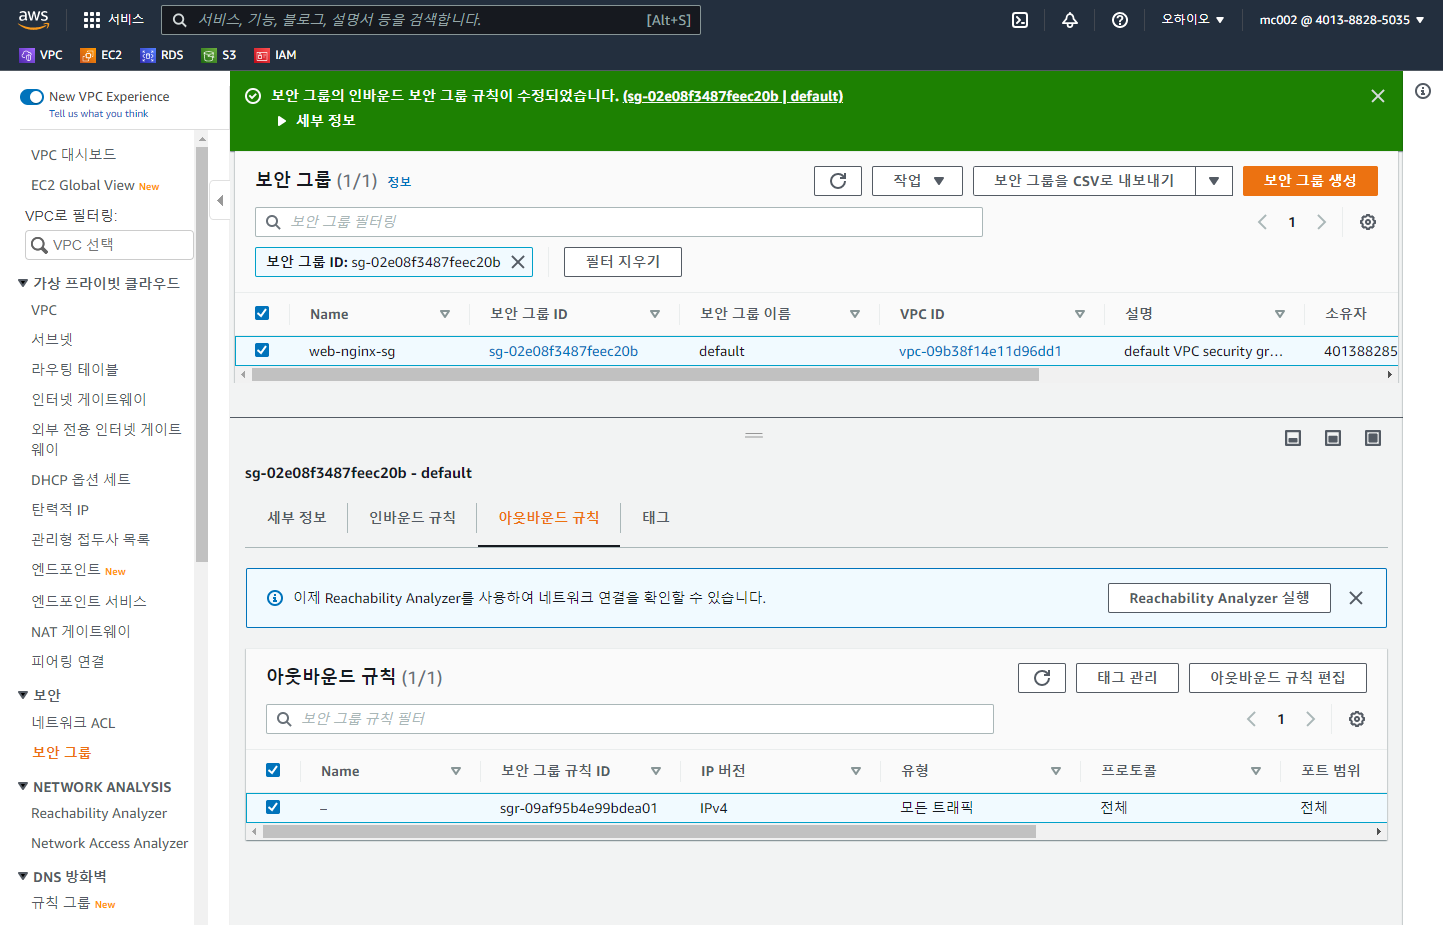 aws
서비스
서비스, 기능, 블로그, 설명서 등을 검색합니다.
[Alt+S]
오하이오 ▼
mc002 @ 4013-8828-5035 ▼
VPC
EC2
RDS
S3
IAM
New VPC Experience
Tell us what you think
VPC 대시보드
EC2 Global View New
VPC로 필터링:
VPC 선택
가상 프라이빗 클라우드
VPC
서브넷
라우팅 테이블
인터넷 게이트웨이
외부 전용 인터넷 게이트
웨이
DHCP 옵션 세트
탄력적 IP
관리형 접두사 목록
엔드포인트 New
엔드포인트 서비스
NAT 게이트웨이
피어링 연결
보안
네트워크 ACL
보안 그룹
NETWORK ANALYSIS
Reachability Analyzer
Network Access Analyzer
DNS 방화벽
규칙 그룹 New
보안 그룹의 인바운드 보안 그룹 규칙이 수정되었습니다. (sg-02e08f3487feec20b | default)
세부 정보
보안 그룹 (1/1) 정보
작업 ▼
보안 그룹을 CSV로 내보내기
보안 그룹 생성
보안 그룹 필터링
1
보안 그룹 ID: sg-02e08f3487feec20b
필터 지우기
Name
보안 그룹 ID
보안 그룹 이름
VPC ID
설명
소유자
web-nginx-sg
sg-02e08f3487feec20b
default
vpc-09b38f14e11d96dd1
default VPC security gr...
401388285
sg-02e08f3487feec20b - default
세부 정보
인바운드 규칙
아웃바운드 규칙
태그
이제 Reachability Analyzer를 사용하여 네트워크 연결을 확인할 수 있습니다.
Reachability Analyzer 실행
아웃바운드 규칙 (1/1)
태그 관리
아웃바운드 규칙 편집
보안 그룹 규칙 필터
1
Name
보안 그룹 규칙 ID
IP 버전
유형
프로토콜
포트 범위
–
sgr-09af95b4e99bdea01
IPv4
모든 트래픽
전체
전체